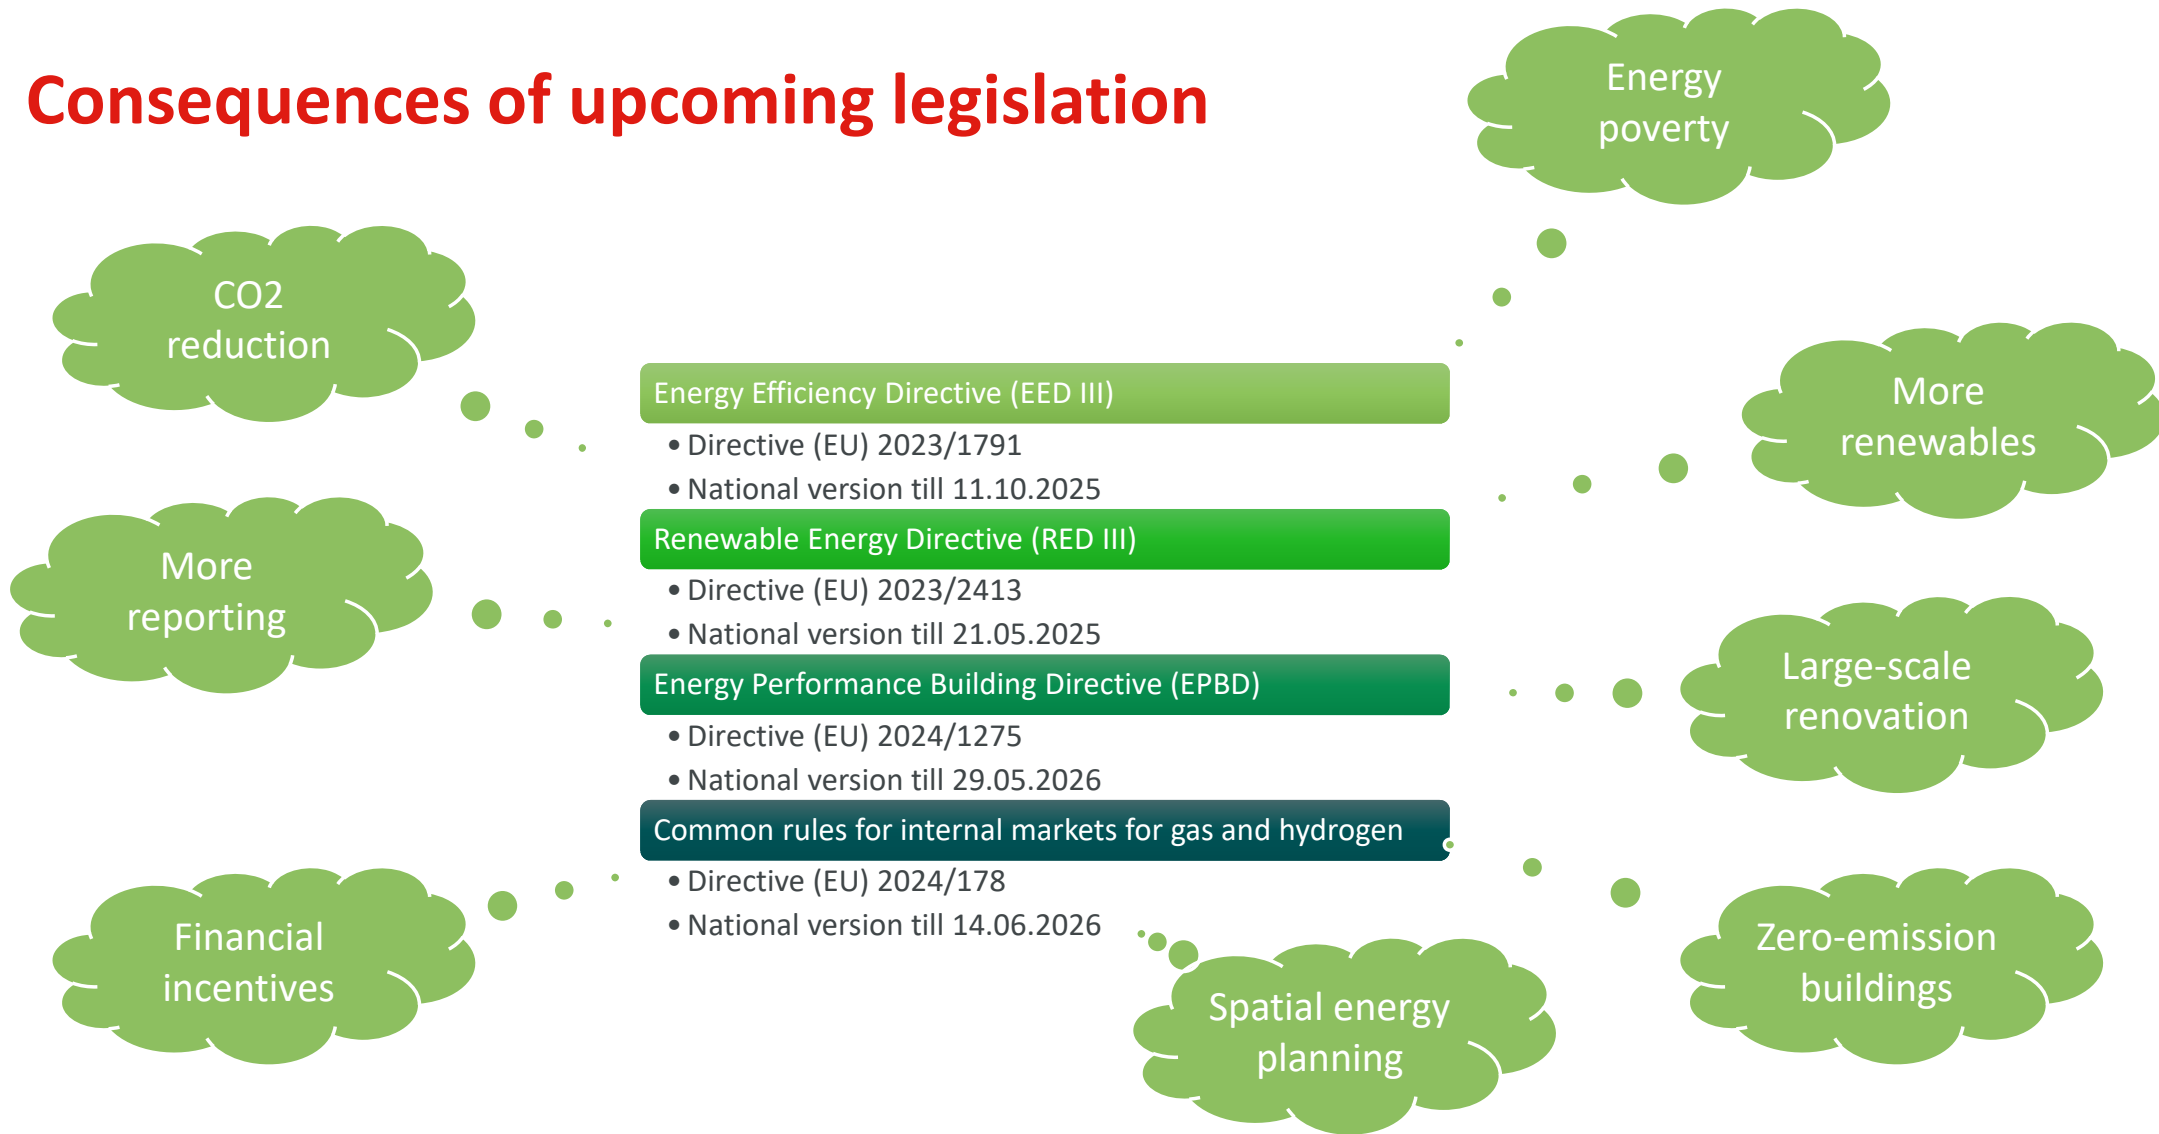 Consequences of upcoming legislation
Energy
poverty
CO2
reduction
More
renewables
Energy Efficiency Directive (EED III)
• Directive (EU) 2023/1791
• National version till 11.10.2025
More
reporting
Renewable Energy Directive (RED III)
• Directive (EU) 2023/2413
• National version till 21.05.2025
Large-scale
renovation
Energy Performance Building Directive (EPBD)
• Directive (EU) 2024/1275
• National version till 29.05.2026
Common rules for internal markets for gas and hydrogen
• Directive (EU) 2024/178
• National version till 14.06.2026
Financial
incentives
Zero-emission
buildings
Spatial energy
planning